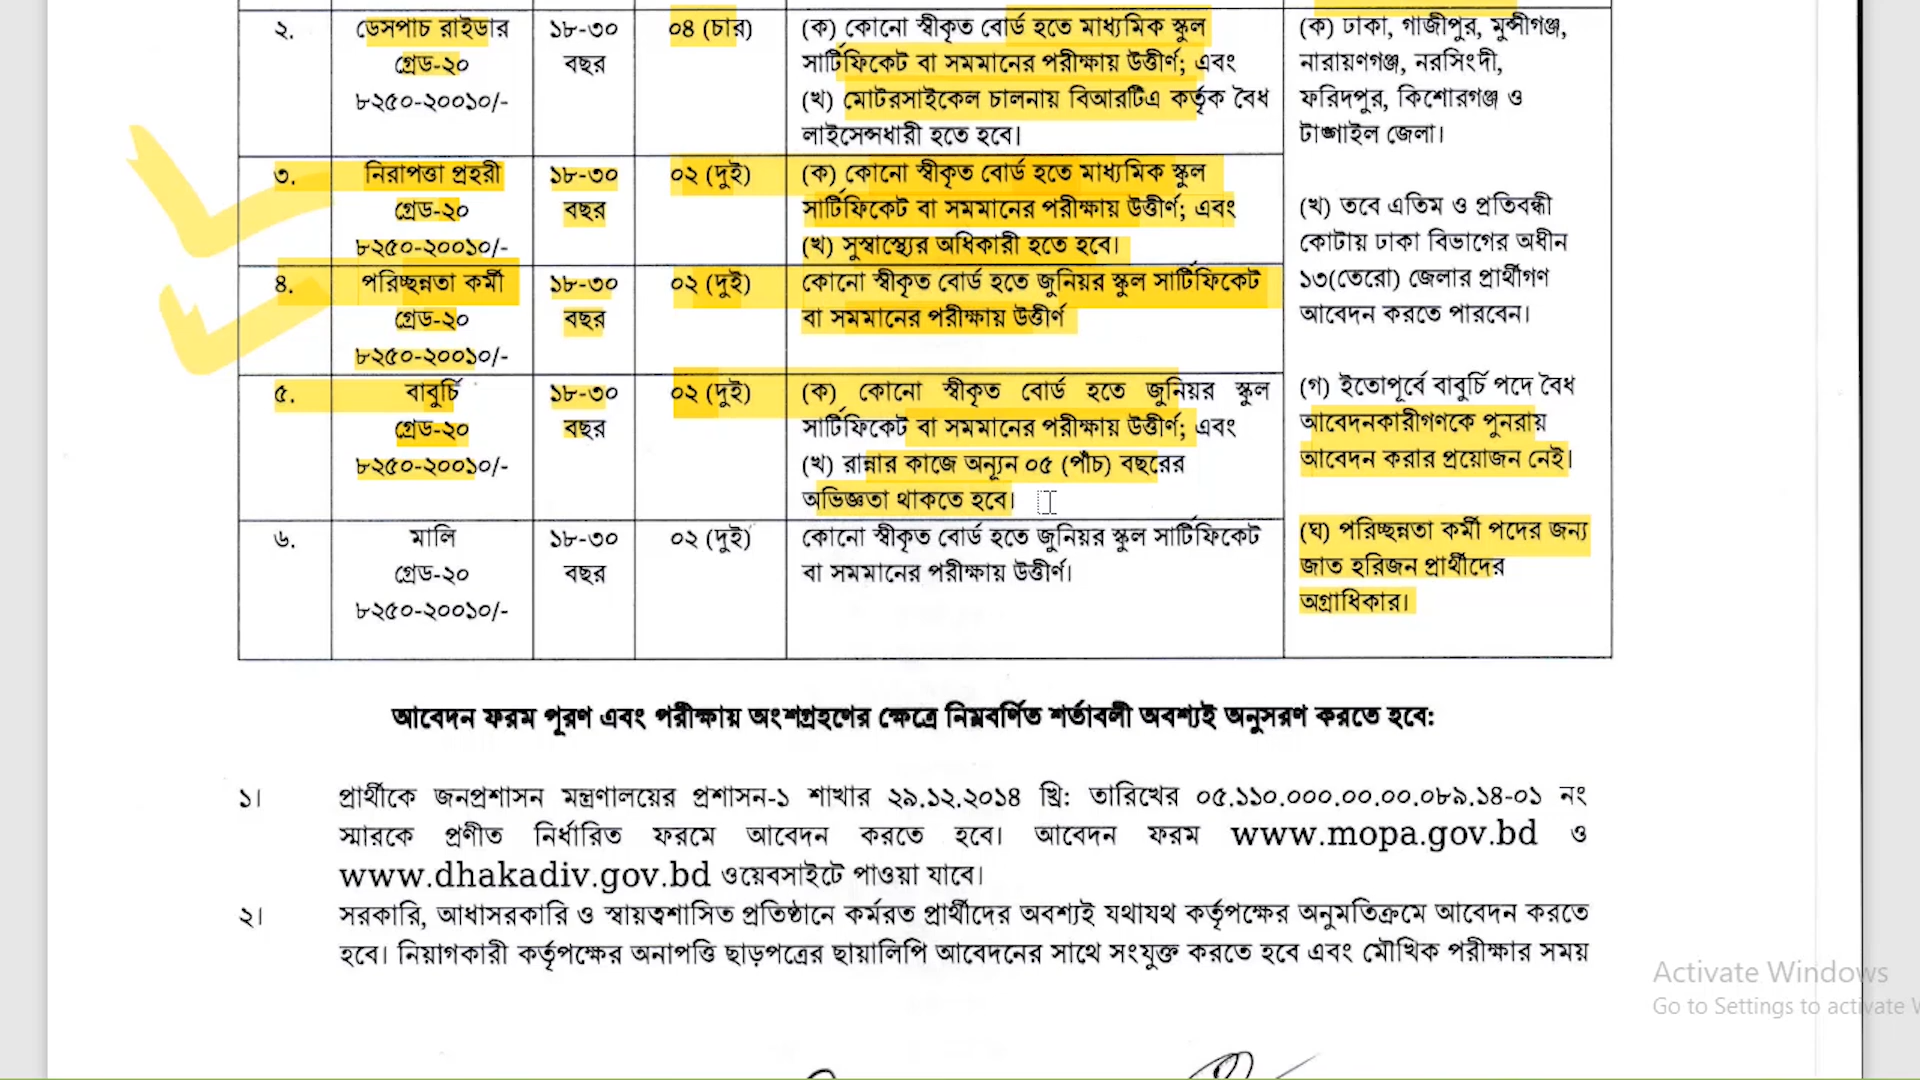 ২. ডেসপাচ রাইডার ১৮-৩০ ০৪ (চার) (ক) কোনো স্বীকৃত বোর্ড হতে মাধ্যমিক স্কুল (ক) ঢাকা, গাজীপুর, মুন্সীগঞ্জ,
গ্রেড-২০ বছর সার্টিফিকেট বা সমমানের পরীক্ষায় উত্তীর্ণ; এবং নারায়ণগঞ্জ, নরসিংদী,
৮২৫০-২০০১০/- (খ) মোটরসাইকেল চালনায় বিআরটিএ কর্তৃক বৈধ ফরিদপুর, কিশোরগঞ্জ ও
লাইসেন্সধারী হতে হবে। টাঙ্গাইল জেলা।
৩. নিরাপত্তা প্রহরী ১৮-৩০ ০২ (দুই) (ক) কোনো স্বীকৃত বোর্ড হতে মাধ্যমিক স্কুল
গ্রেড-২০ বছর সার্টিফিকেট বা সমমানের পরীক্ষায় উত্তীর্ণ; এবং (খ) তবে এতিম ও প্রতিবন্ধী
৮২৫০-২০০১০/- (খ) সুস্বাস্থ্যের অধিকারী হতে হবে। কোটায় ঢাকা বিভাগের অধীন
৪. পরিচ্ছন্নতা কর্মী ১৮-৩০ ০২ (দুই) কোনো স্বীকৃত বোর্ড হতে জুনিয়র স্কুল সার্টিফিকেট ১৩(তেরো) জেলার প্রার্থীগণ
গ্রেড-২০ বছর বা সমমানের পরীক্ষায় উত্তীর্ণ আবেদন করতে পারবেন।
৮২৫০-২০০১০/-
৫. বাবুর্চি ১৮-৩০ ০২ (দুই) (ক) কোনো স্বীকৃত বোর্ড হতে জুনিয়র স্কুল (গ) ইতোপূর্বে বাবুর্চি পদে বৈধ
গ্রেড-২০ বছর সার্টিফিকেট বা সমমানের পরীক্ষায় উত্তীর্ণ; এবং আবেদনকারীগণকে পুনরায়
৮২৫০-২০০১০/- (খ) রান্নার কাজে অন্যূন ০৫ (পাঁচ) বছরের আবেদন করার প্রয়োজন নেই।
অভিজ্ঞতা থাকতে হবে।
৬. মালি ১৮-৩০ ০২ (দুই) কোনো স্বীকৃত বোর্ড হতে জুনিয়র স্কুল সার্টিফিকেট (ঘ) পরিচ্ছন্নতা কর্মী পদের জন্য
গ্রেড-২০ বছর বা সমমানের পরীক্ষায় উত্তীর্ণ। জাত হরিজন প্রার্থীদের
৮২৫০-২০০১০/- অগ্রাধিকার।
আবেদন ফরম পূরণ এবং পরীক্ষায় অংশগ্রহণের ক্ষেত্রে নিম্নবর্ণিত শর্তাবলী অবশ্যই অনুসরণ করতে হবে:
১। প্রার্থীকে জনপ্রশাসন মন্ত্রণালয়ের প্রশাসন-১ শাখার ২৯.১২.২০১৪ খ্রি: তারিখের ০৫.১১০.০০০.০০.০০.০৮৯.১৪-০১ নং
স্মারকে প্রণীত নির্ধারিত ফরমে আবেদন করতে হবে। আবেদন ফরম www.mopa.gov.bd ও
www.dhakadiv.gov.bd ওয়েবসাইটে পাওয়া যাবে।
২। সরকারি, আধাসরকারি ও স্বায়ত্বশাসিত প্রতিষ্ঠানে কর্মরত প্রার্থীদের অবশ্যই যথাযথ কর্তৃপক্ষের অনুমতিক্রমে আবেদন করতে
হবে। নিয়াগকারী কর্তৃপক্ষের অনাপত্তি ছাড়পত্রের ছায়ালিপি আবেদনের সাথে সংযুক্ত করতে হবে এবং মৌখিক পরীক্ষার সময়
Activate Windows
Go to Settings to activate